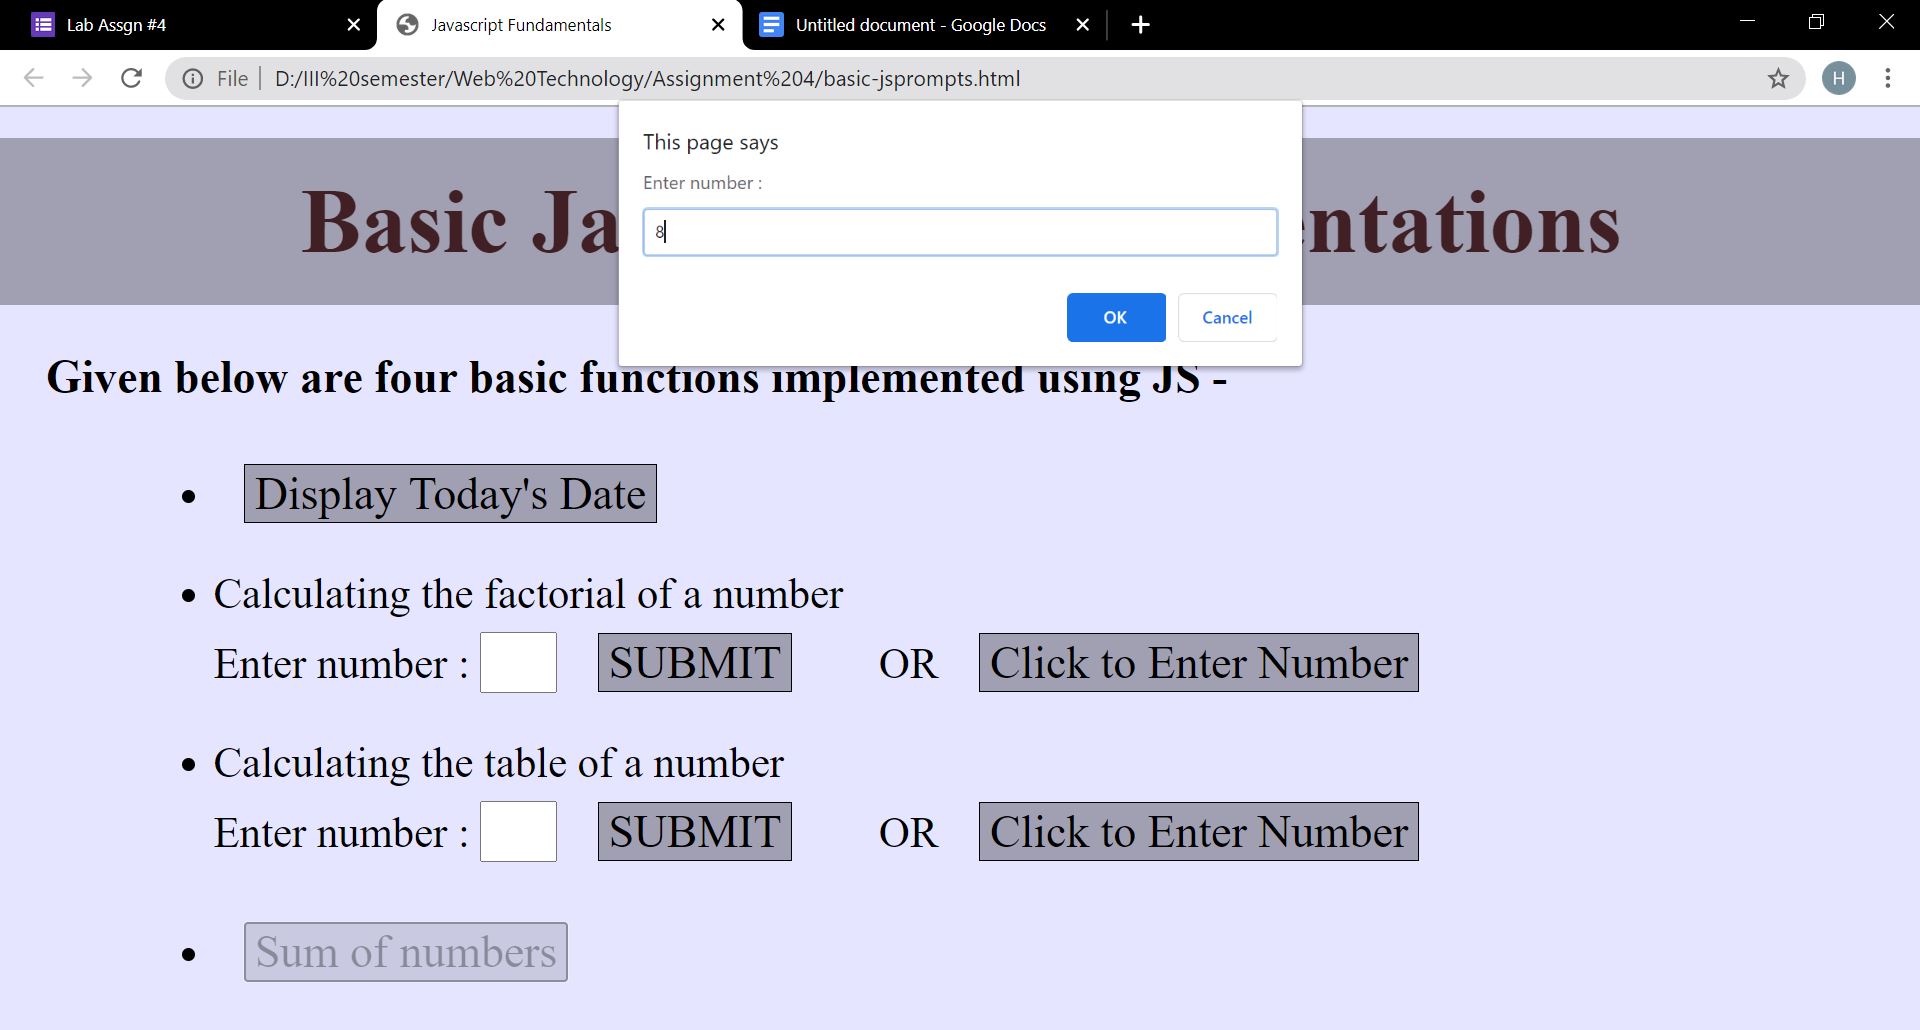 Lab Assgn #4
Javascript Fundamentals
Untitled document - Google Docs
File
D:/III%20semester/Web%20Technology/Assignment%204/basic-jsprompts.html
H
This page says
Enter number :
8
OK
Cancel
Basic Ja ntations
Given below are four basic functions implemented using JS -
Display Today's Date
Calculating the factorial of a number
Enter number : SUBMIT OR Click to Enter Number
Calculating the table of a number
Enter number : SUBMIT OR Click to Enter Number
Sum of numbers